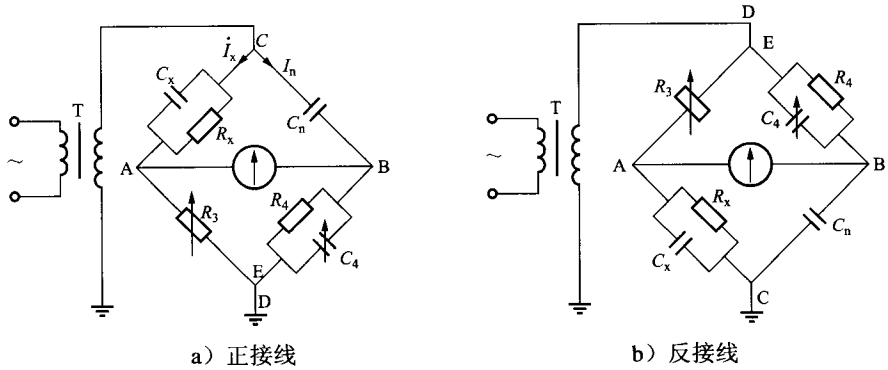 C
İₓ
Iₙ
Cₓ
T
Rₓ
Cₙ
~
A
B
R₃
R₄
C₄
E
D
a）正接线
D
E
R₃
R₄
T
C₄
~
A
B
Rₓ
Cₓ
Cₙ
C
b）反接线